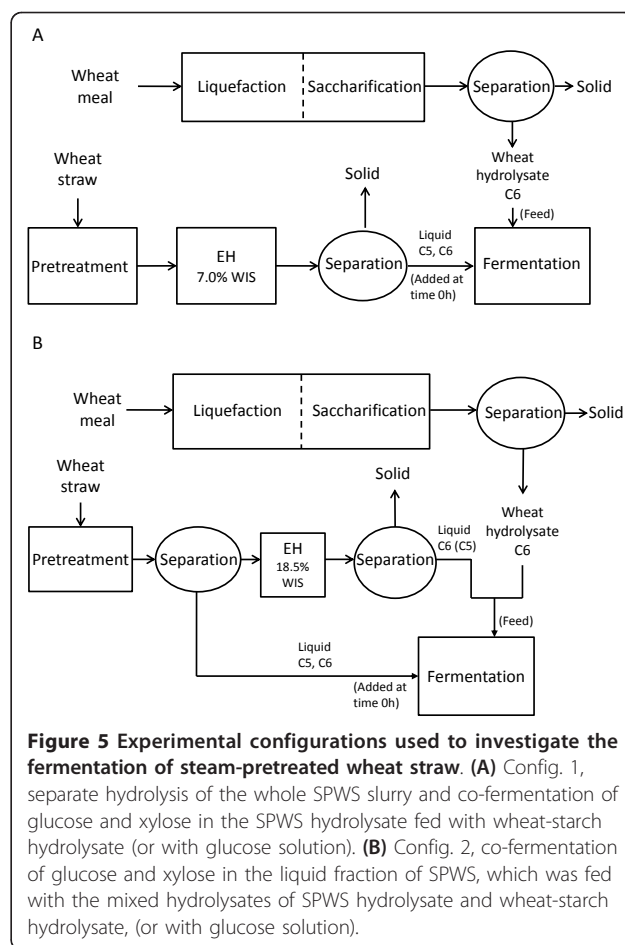 A
Wheat
meal
Liquefaction
Saccharification
Separation
Solid
Wheat
straw
Solid
Wheat
hydrolysate
C6
(Feed)
Pretreatment
EH
7.0% WIS
Separation
Liquid
C5, C6
(Added at
time 0h)
Fermentation
B
Wheat
meal
Liquefaction
Saccharification
Separation
Solid
Wheat
straw
Solid
Wheat
hydrolysate
C6
Pretreatment
Separation
EH
18.5%
WIS
Separation
Liquid
C6 (C5)
(Feed)
Liquid
C5, C6
(Added at
time 0h)
Fermentation
Figure 5 Experimental configurations used to investigate the
fermentation of steam-pretreated wheat straw. (A) Config. 1,
separate hydrolysis of the whole SPWS slurry and co-fermentation of
glucose and xylose in the SPWS hydrolysate fed with wheat-starch
hydrolysate (or with glucose solution). (B) Config. 2, co-fermentation
of glucose and xylose in the liquid fraction of SPWS, which was fed
with the mixed hydrolysates of SPWS hydrolysate and wheat-starch
hydrolysate, (or with glucose solution).